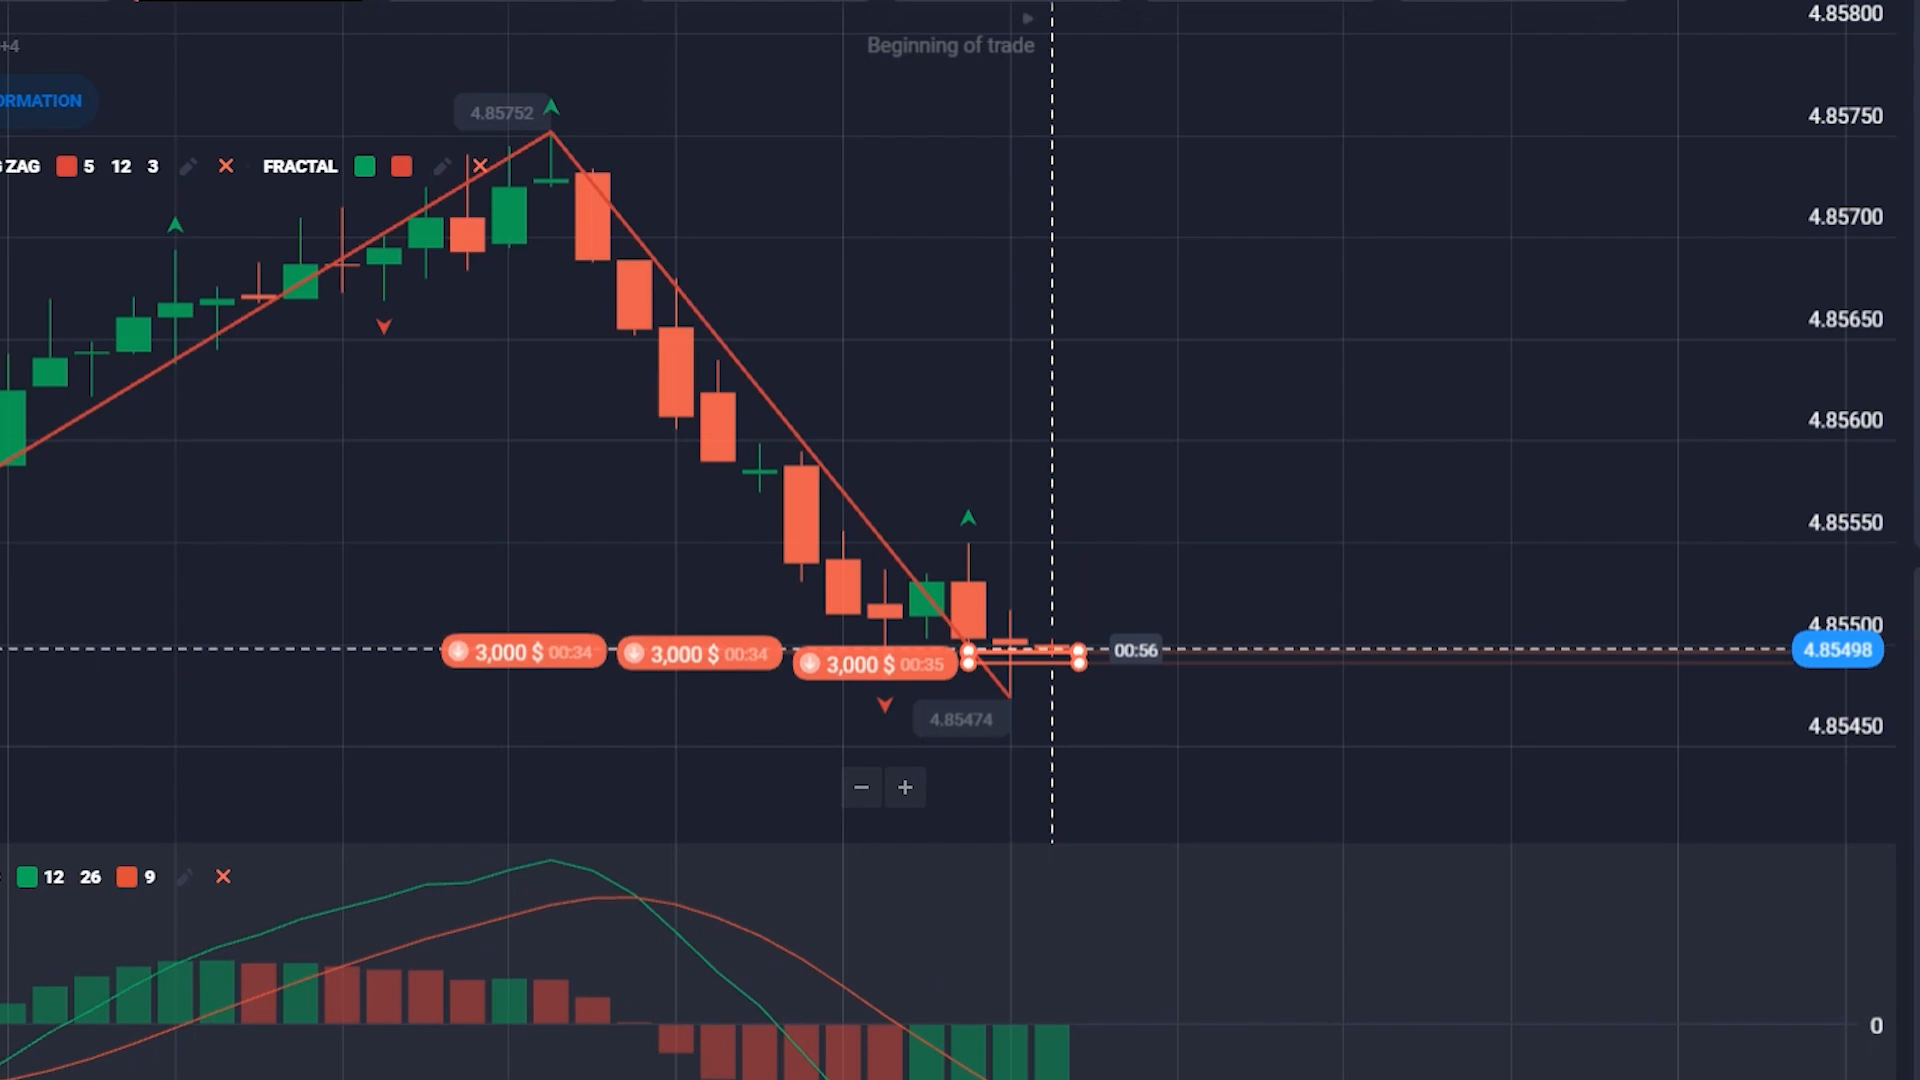 4.85800
+4
Beginning of trade
ORMATION
4.85752
4.85750
ZAG 5 12 3 FRACTAL
4.85700
4.85650
4.85600
4.85550
4.85500
3,000 $ 00:34
3,000 $ 00:34
3,000 $ 00:35
00:56
4.85498
4.85474
4.85450
− +
12 26 9
0